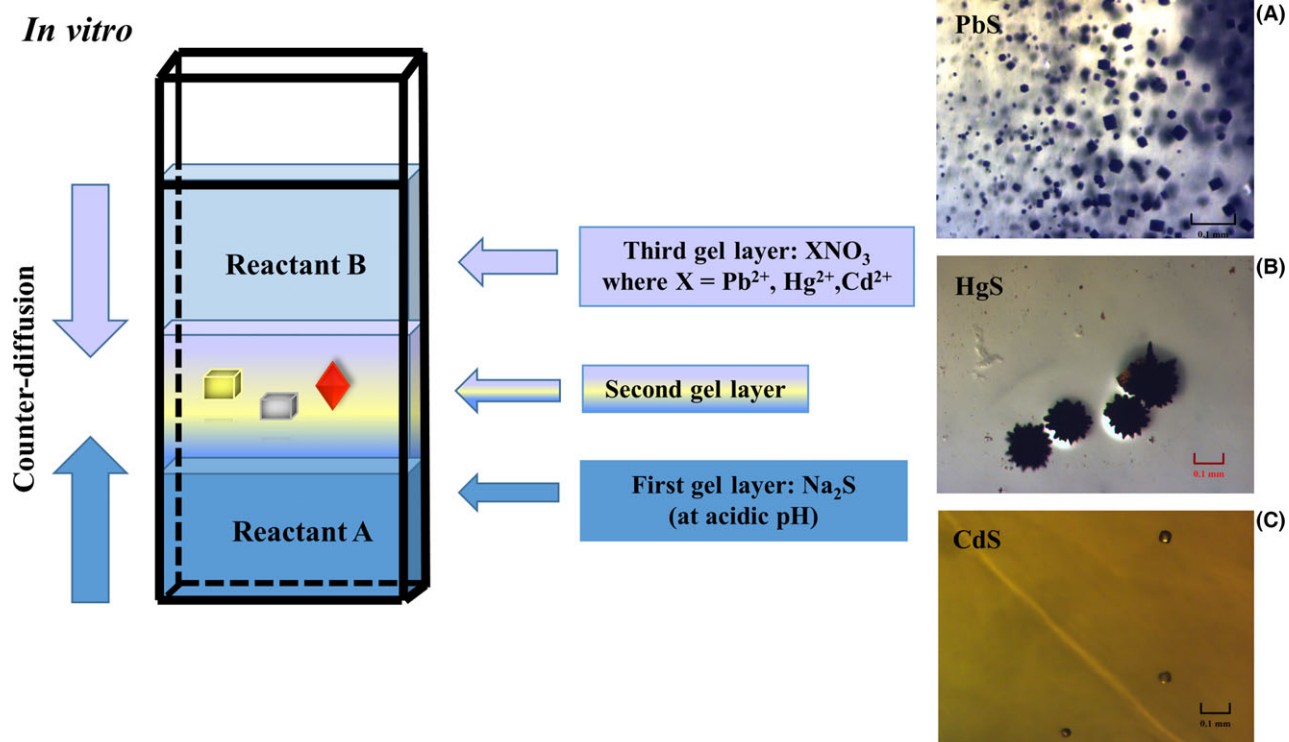 In vitro
Counter-diffusion
Reactant B
Reactant A
Third gel layer: XNO₃
where X = Pb²⁺, Hg²⁺,Cd²⁺
Second gel layer
First gel layer: Na₂S
(at acidic pH)
PbS
(A)
0.1 mm
HgS
(B)
0.1 mm
CdS
(C)
0.1 mm